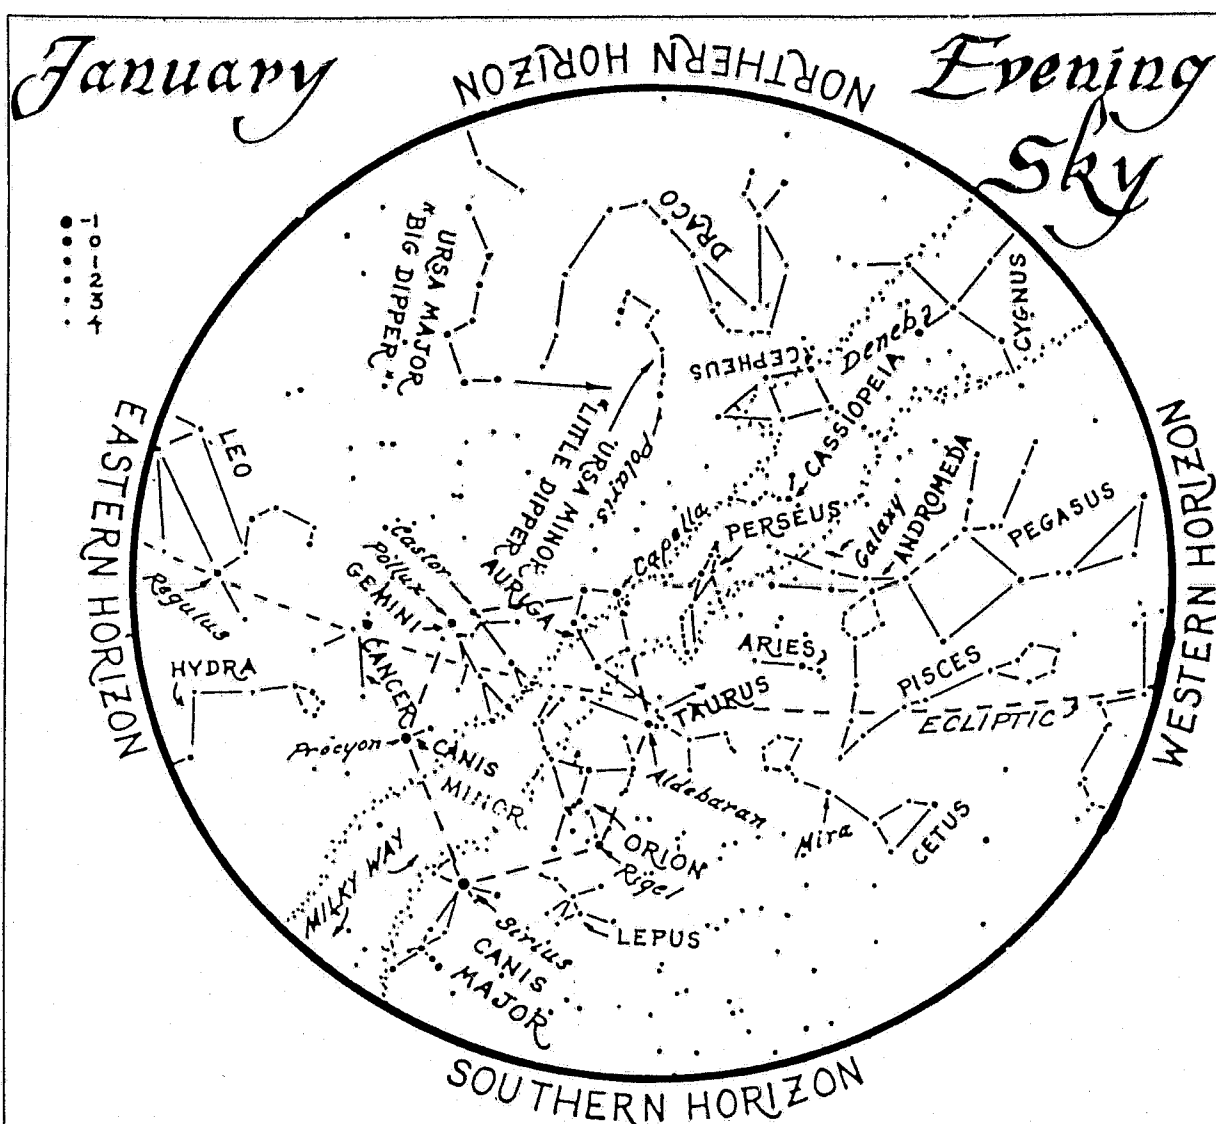 January
Evening
Sky
NORTHERN HORIZON
-1
0
1
2
3
4
DRACO
URSA MAJOR
"BIG DIPPER"
CYGNUS
Deneb
CEPHEUS
CASSIOPEIA
EASTERN HORIZON
WESTERN HORIZON
LEO
URSA MINOR
"LITTLE DIPPER"
Polaris
Capella
PERSEUS
Galaxy
ANDROMEDA
PEGASUS
Castor
Pollux
GEMINI
AURIGA
Regulus
HYDRA
CANCER
ARIES
TAURUS
PISCES
ECLIPTIC
Procyon
CANIS
MINOR
Aldebaran
Mira
CETUS
ORION
Rigel
MILKY WAY
LEPUS
Sirius
CANIS
MAJOR
SOUTHERN HORIZON